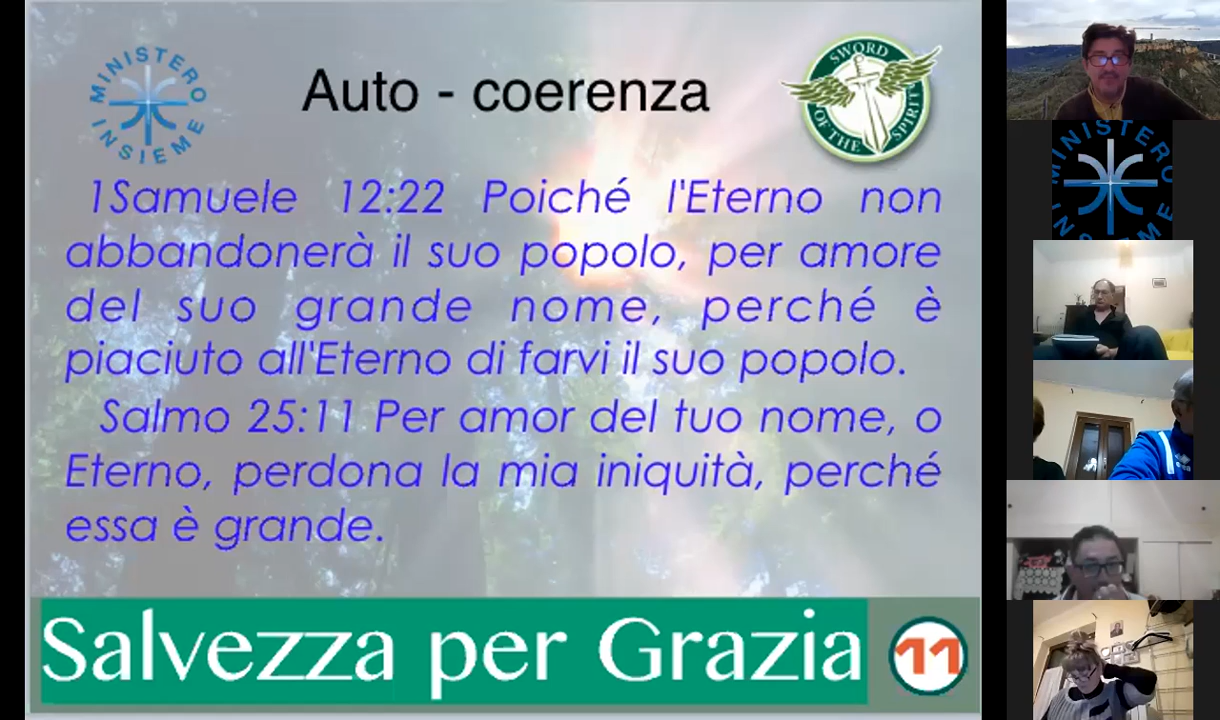 MINISTERO INSIEME
Auto - coerenza
SWORD OF THE SPIRIT
1Samuele 12:22 Poiché l'Eterno non
abbandonerà il suo popolo, per amore
del suo grande nome, perché è
piaciuto all'Eterno di farvi il suo popolo.
Salmo 25:11 Per amor del tuo nome, o
Eterno, perdona la mia iniquità, perché
essa è grande.
Salvezza per Grazia
11
MINISTERO